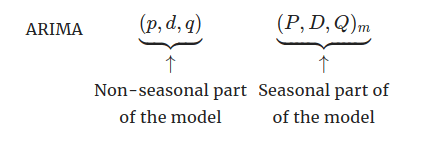 ARIMA (p, d, q) (P, D, Q)m
↑ ↑
Non-seasonal part Seasonal part of
of the model of the model